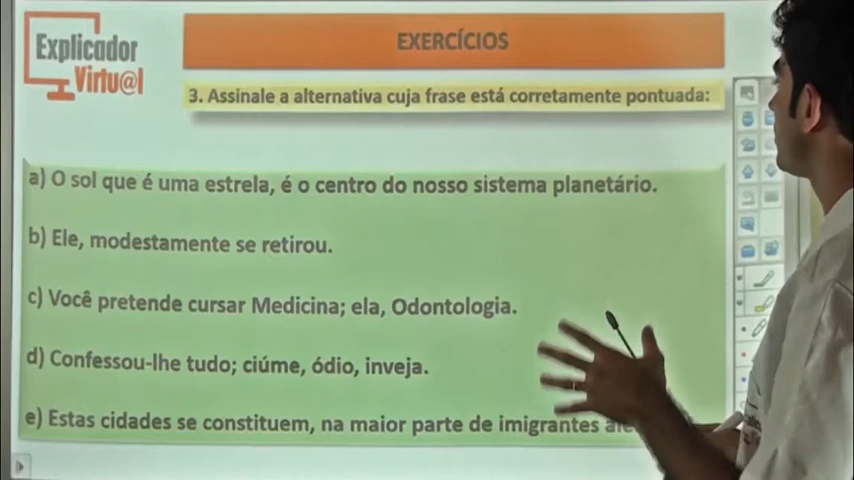 Explicador
Virtu@l
EXERCÍCIOS
3. Assinale a alternativa cuja frase está corretamente pontuada:
a) O sol que é uma estrela, é o centro do nosso sistema planetário.
b) Ele, modestamente se retirou.
c) Você pretende cursar Medicina; ela, Odontologia.
d) Confessou-lhe tudo; ciúme, ódio, inveja.
e) Estas cidades se constituem, na maior parte de imigrantes